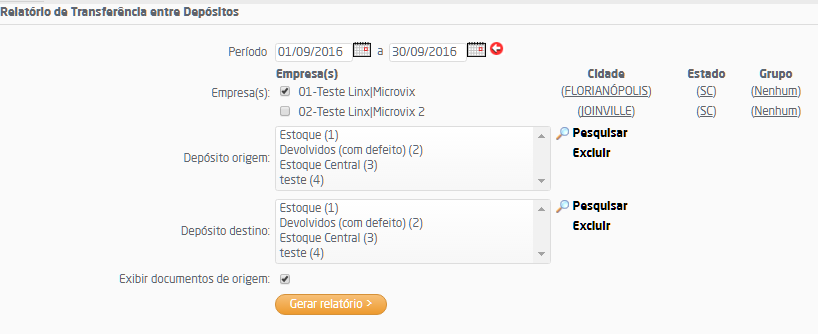 Relatório de Transferência entre Depósitos
Período 01/09/2016 a 30/09/2016
Empresa(s) Cidade Estado Grupo
Empresa(s): 01-Teste Linx|Microvix (FLORIANÓPOLIS) (SC) (Nenhum)
02-Teste Linx|Microvix 2 (JOINVILLE) (SC) (Nenhum)
Depósito origem:
Estoque (1)
Devolvidos (com defeito) (2)
Estoque Central (3)
teste (4)
Pesquisar
Excluir
Depósito destino:
Estoque (1)
Devolvidos (com defeito) (2)
Estoque Central (3)
teste (4)
Pesquisar
Excluir
Exibir documentos de origem:
Gerar relatório >